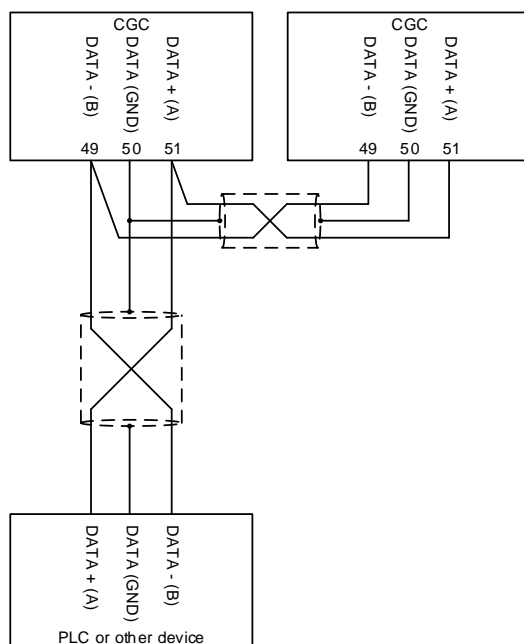 CGC
DATA - (B)
DATA (GND)
DATA + (A)
49 50 51
CGC
DATA - (B)
DATA (GND)
DATA + (A)
49 50 51
DATA + (A)
DATA (GND)
DATA - (B)
PLC or other device